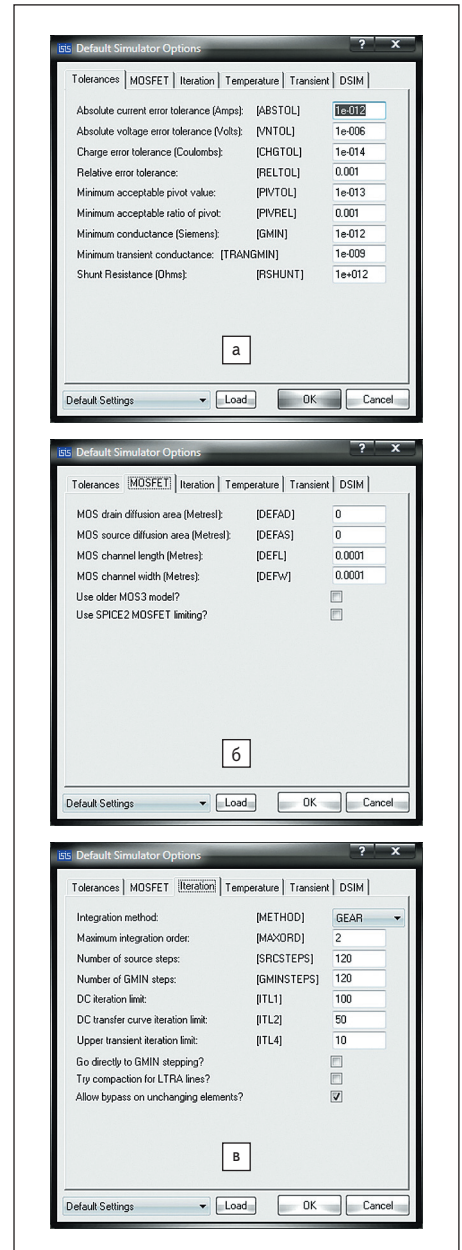 ISIS Default Simulator Options
? X
Tolerances MOSFET Iteration Temperature Transient DSIM
Absolute current error tolerance (Amps): [ABSTOL] 1e-012
Absolute voltage error tolerance (Volts): [VNTOL] 1e-006
Charge error tolerance (Coulombs): [CHGTOL] 1e-014
Relative error tolerance: [RELTOL] 0.001
Minimum acceptable pivot value: [PIVTOL] 1e-013
Minimum acceptable ratio of pivot: [PIVREL] 0.001
Minimum conductance (Siemens): [GMIN] 1e-012
Minimum transient conductance: [TRANGMIN] 1e-009
Shunt Resistance (Ohms): [RSHUNT] 1e+012
а
Default Settings Load OK Cancel
ISIS Default Simulator Options
? X
Tolerances MOSFET Iteration Temperature Transient DSIM
MOS drain diffusion area (Metresl): [DEFAD] 0
MOS source diffusion area (Metresl): [DEFAS] 0
MOS channel length (Metres): [DEFL] 0.0001
MOS channel width (Metres): [DEFW] 0.0001
Use older MOS3 model?
Use SPICE2 MOSFET limiting?
б
Default Settings Load OK Cancel
ISIS Default Simulator Options
? X
Tolerances MOSFET Iteration Temperature Transient DSIM
Integration method: [METHOD] GEAR
Maximum integration order: [MAXORD] 2
Number of source steps: [SRCSTEPS] 120
Number of GMIN steps: [GMINSTEPS] 120
DC iteration limit: [ITL1] 100
DC transfer curve iteration limit: [ITL2] 50
Upper transient iteration limit: [ITL4] 10
Go directly to GMIN stepping?
Try compaction for LTRA lines?
Allow bypass on unchanging elements?
в
Default Settings Load OK Cancel